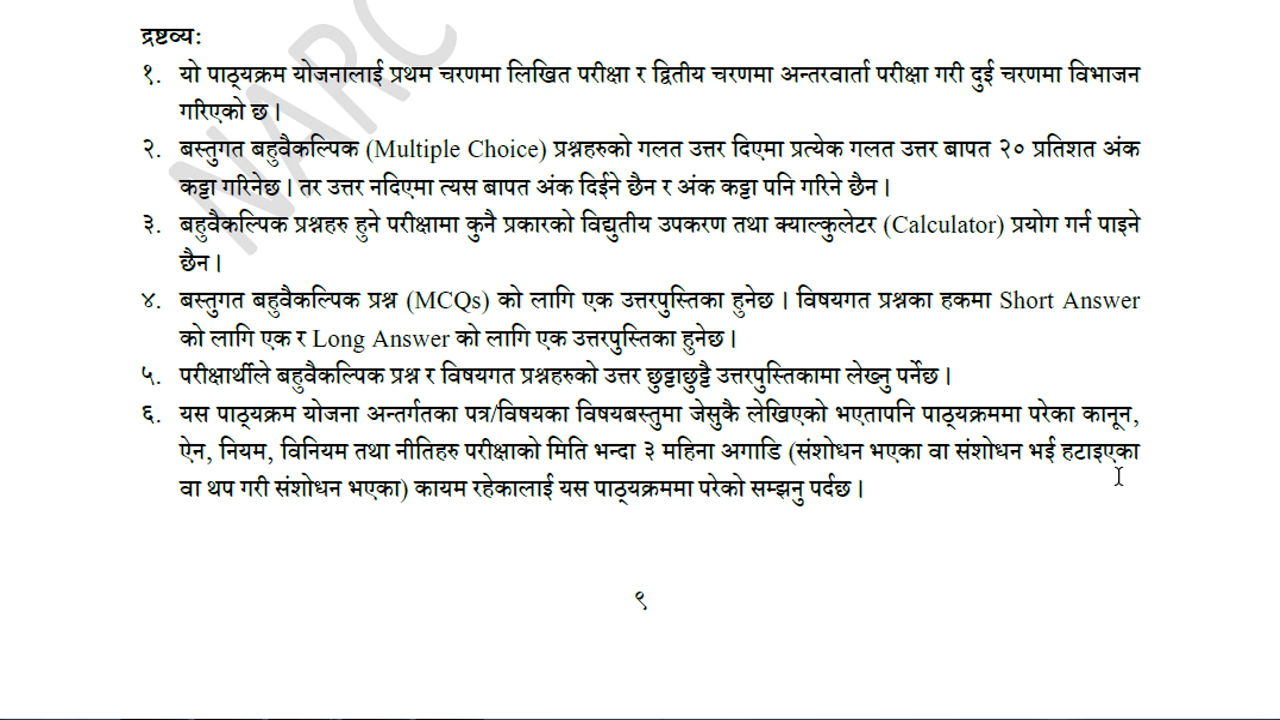 द्रष्टव्य:
१. यो पाठ्यक्रम योजनालाई प्रथम चरणमा लिखित परीक्षा र द्वितीय चरणमा अन्तरवार्ता परीक्षा गरी दुई चरणमा विभाजन
गरिएको छ ।
२. बस्तुगत बहुवैकल्पिक (Multiple Choice) प्रश्नहरुको गलत उत्तर दिएमा प्रत्येक गलत उत्तर बापत २० प्रतिशत अंक
कट्टा गरिनेछ । तर उत्तर नदिएमा त्यस बापत अंक दिईने छैन र अंक कट्टा पनि गरिने छैन ।
३. बहुवैकल्पिक प्रश्नहरु हुने परीक्षामा कुनै प्रकारको विद्युतीय उपकरण तथा क्याल्कुलेटर (Calculator) प्रयोग गर्न पाइने
छैन ।
४. बस्तुगत बहुवैकल्पिक प्रश्न (MCQs) को लागि एक उत्तरपुस्तिका हुनेछ । विषयगत प्रश्नका हकमा Short Answer
को लागि एक र Long Answer को लागि एक उत्तरपुस्तिका हुनेछ ।
५. परीक्षार्थीले बहुवैकल्पिक प्रश्न र विषयगत प्रश्नहरुको उत्तर छुट्टाछुट्टै उत्तरपुस्तिकामा लेख्नु पर्नेछ ।
६. यस पाठ्यक्रम योजना अन्तर्गतका पत्र/विषयका विषयबस्तुमा जेसुकै लेखिएको भएतापनि पाठ्यक्रममा परेका कानून,
ऐन, नियम, विनियम तथा नीतिहरु परीक्षाको मिति भन्दा ३ महिना अगाडि (संशोधन भएका वा संशोधन भई हटाइएका
वा थप गरी संशोधन भएका) कायम रहेकालाई यस पाठ्यक्रममा परेको सम्झनु पर्दछ ।
९
NARC